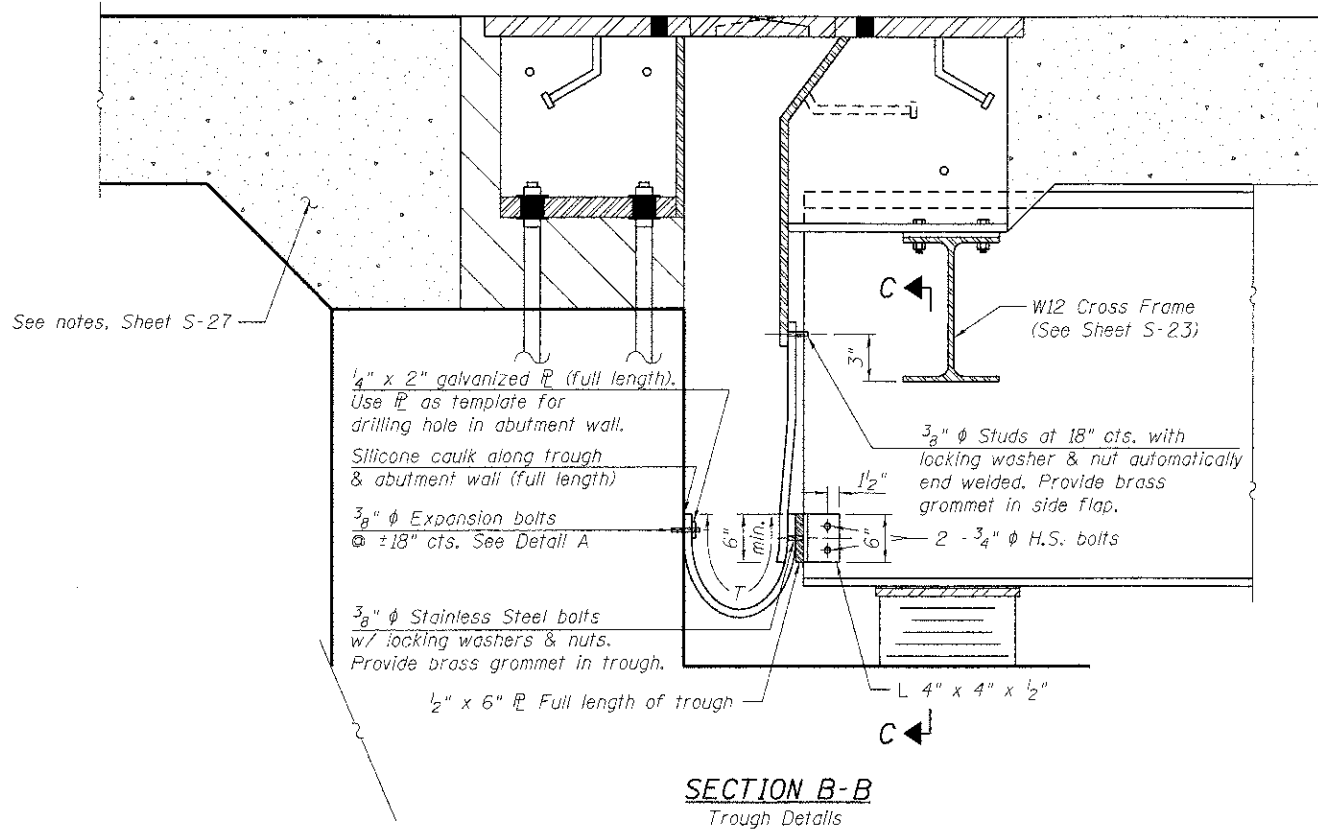 See notes, Sheet S-27
C
W12 Cross Frame
(See Sheet S-23)
3"
1/4" x 2" galvanized PL (full length).
Use PL as template for
drilling hole in abutment wall.
Silicone caulk along trough
& abutment wall (full length)
3/8" φ Expansion bolts
@ ±18" cts. See Detail A
3/8" φ Studs at 18" cts. with
locking washer & nut automatically
end welded. Provide brass
grommet in side flap.
1 1/2"
6"
min.
6"
2 - 3/4" φ H.S. bolts
T
3/8" φ Stainless Steel bolts
w/ locking washers & nuts.
Provide brass grommet in trough.
1/2" x 6" PL Full length of trough
L 4" x 4" x 1/2"
C
SECTION B-B
Trough Details